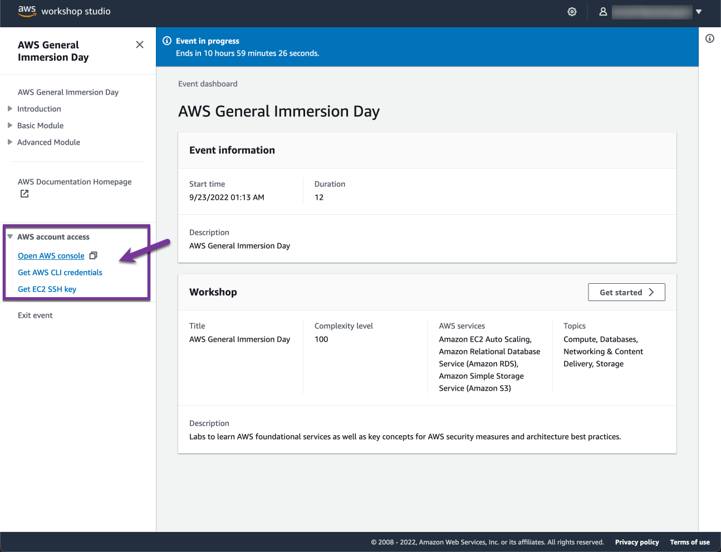 aws workshop studio
AWS General
Immersion Day
AWS General Immersion Day
Introduction
Basic Module
Advanced Module
AWS Documentation Homepage
AWS account access
Open AWS console
Get AWS CLI credentials
Get EC2 SSH key
Exit event
Event in progress
Ends in 10 hours 59 minutes 26 seconds.
Event dashboard
AWS General Immersion Day
Event information
Start time
9/23/2022 01:13 AM
Duration
12
Description
AWS General Immersion Day
Workshop
Get started
Title
AWS General Immersion Day
Complexity level
100
AWS services
Amazon EC2 Auto Scaling,
Amazon Relational Database
Service (Amazon RDS),
Amazon Simple Storage
Service (Amazon S3)
Topics
Compute, Databases,
Networking & Content
Delivery, Storage
Description
Labs to learn AWS foundational services as well as key concepts for AWS security measures and architecture best practices.
© 2008 - 2022, Amazon Web Services, Inc. or its affiliates. All rights reserved. Privacy policy Terms of use